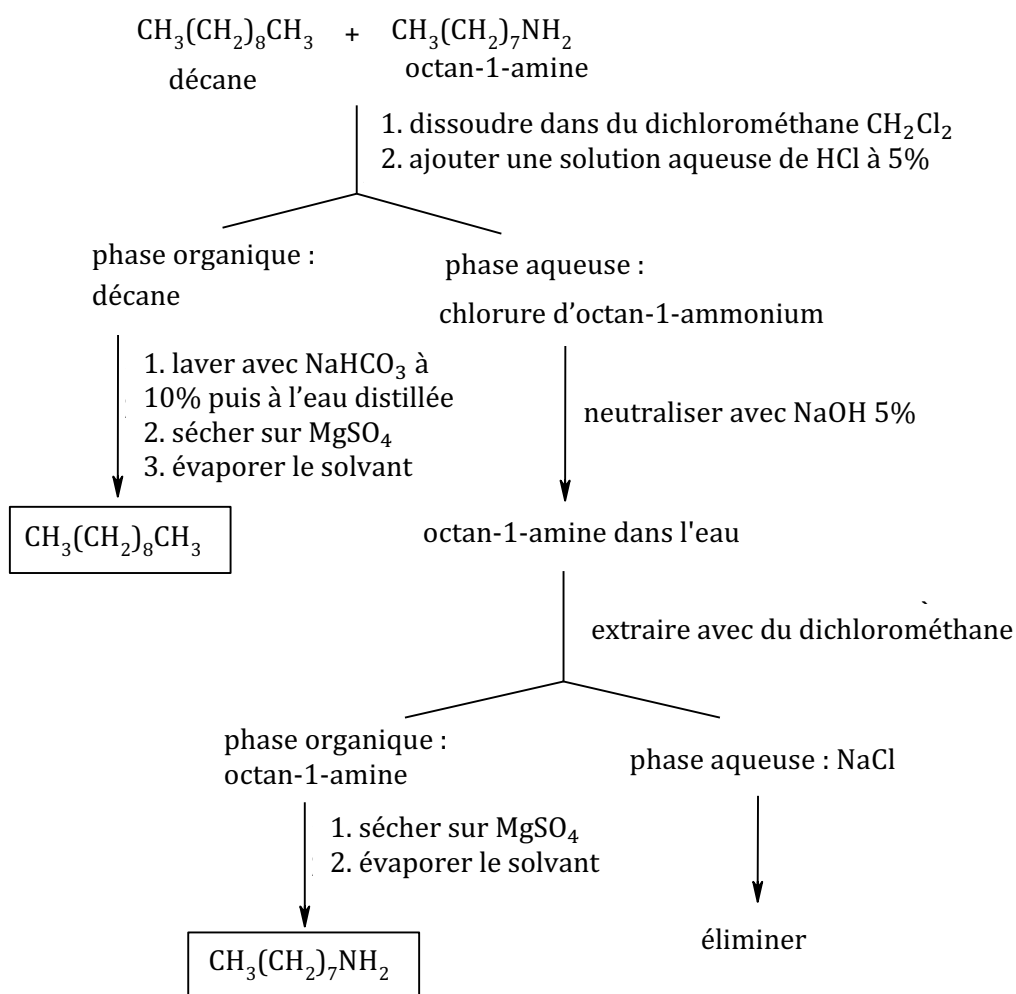 CH₃(CH₂)₈CH₃ + CH₃(CH₂)₇NH₂
décane
octan-1-amine
1. dissoudre dans du dichlorométhane CH₂Cl₂
2. ajouter une solution aqueuse de HCl à 5%
phase organique :
décane
phase aqueuse :
chlorure d’octan-1-ammonium
1. laver avec NaHCO₃ à
10% puis à l’eau distillée
2. sécher sur MgSO₄
3. évaporer le solvant
neutraliser avec NaOH 5%
CH₃(CH₂)₈CH₃
octan-1-amine dans l'eau
extraire avec du dichlorométhane
phase organique :
octan-1-amine
phase aqueuse : NaCl
1. sécher sur MgSO₄
2. évaporer le solvant
éliminer
CH₃(CH₂)₇NH₂